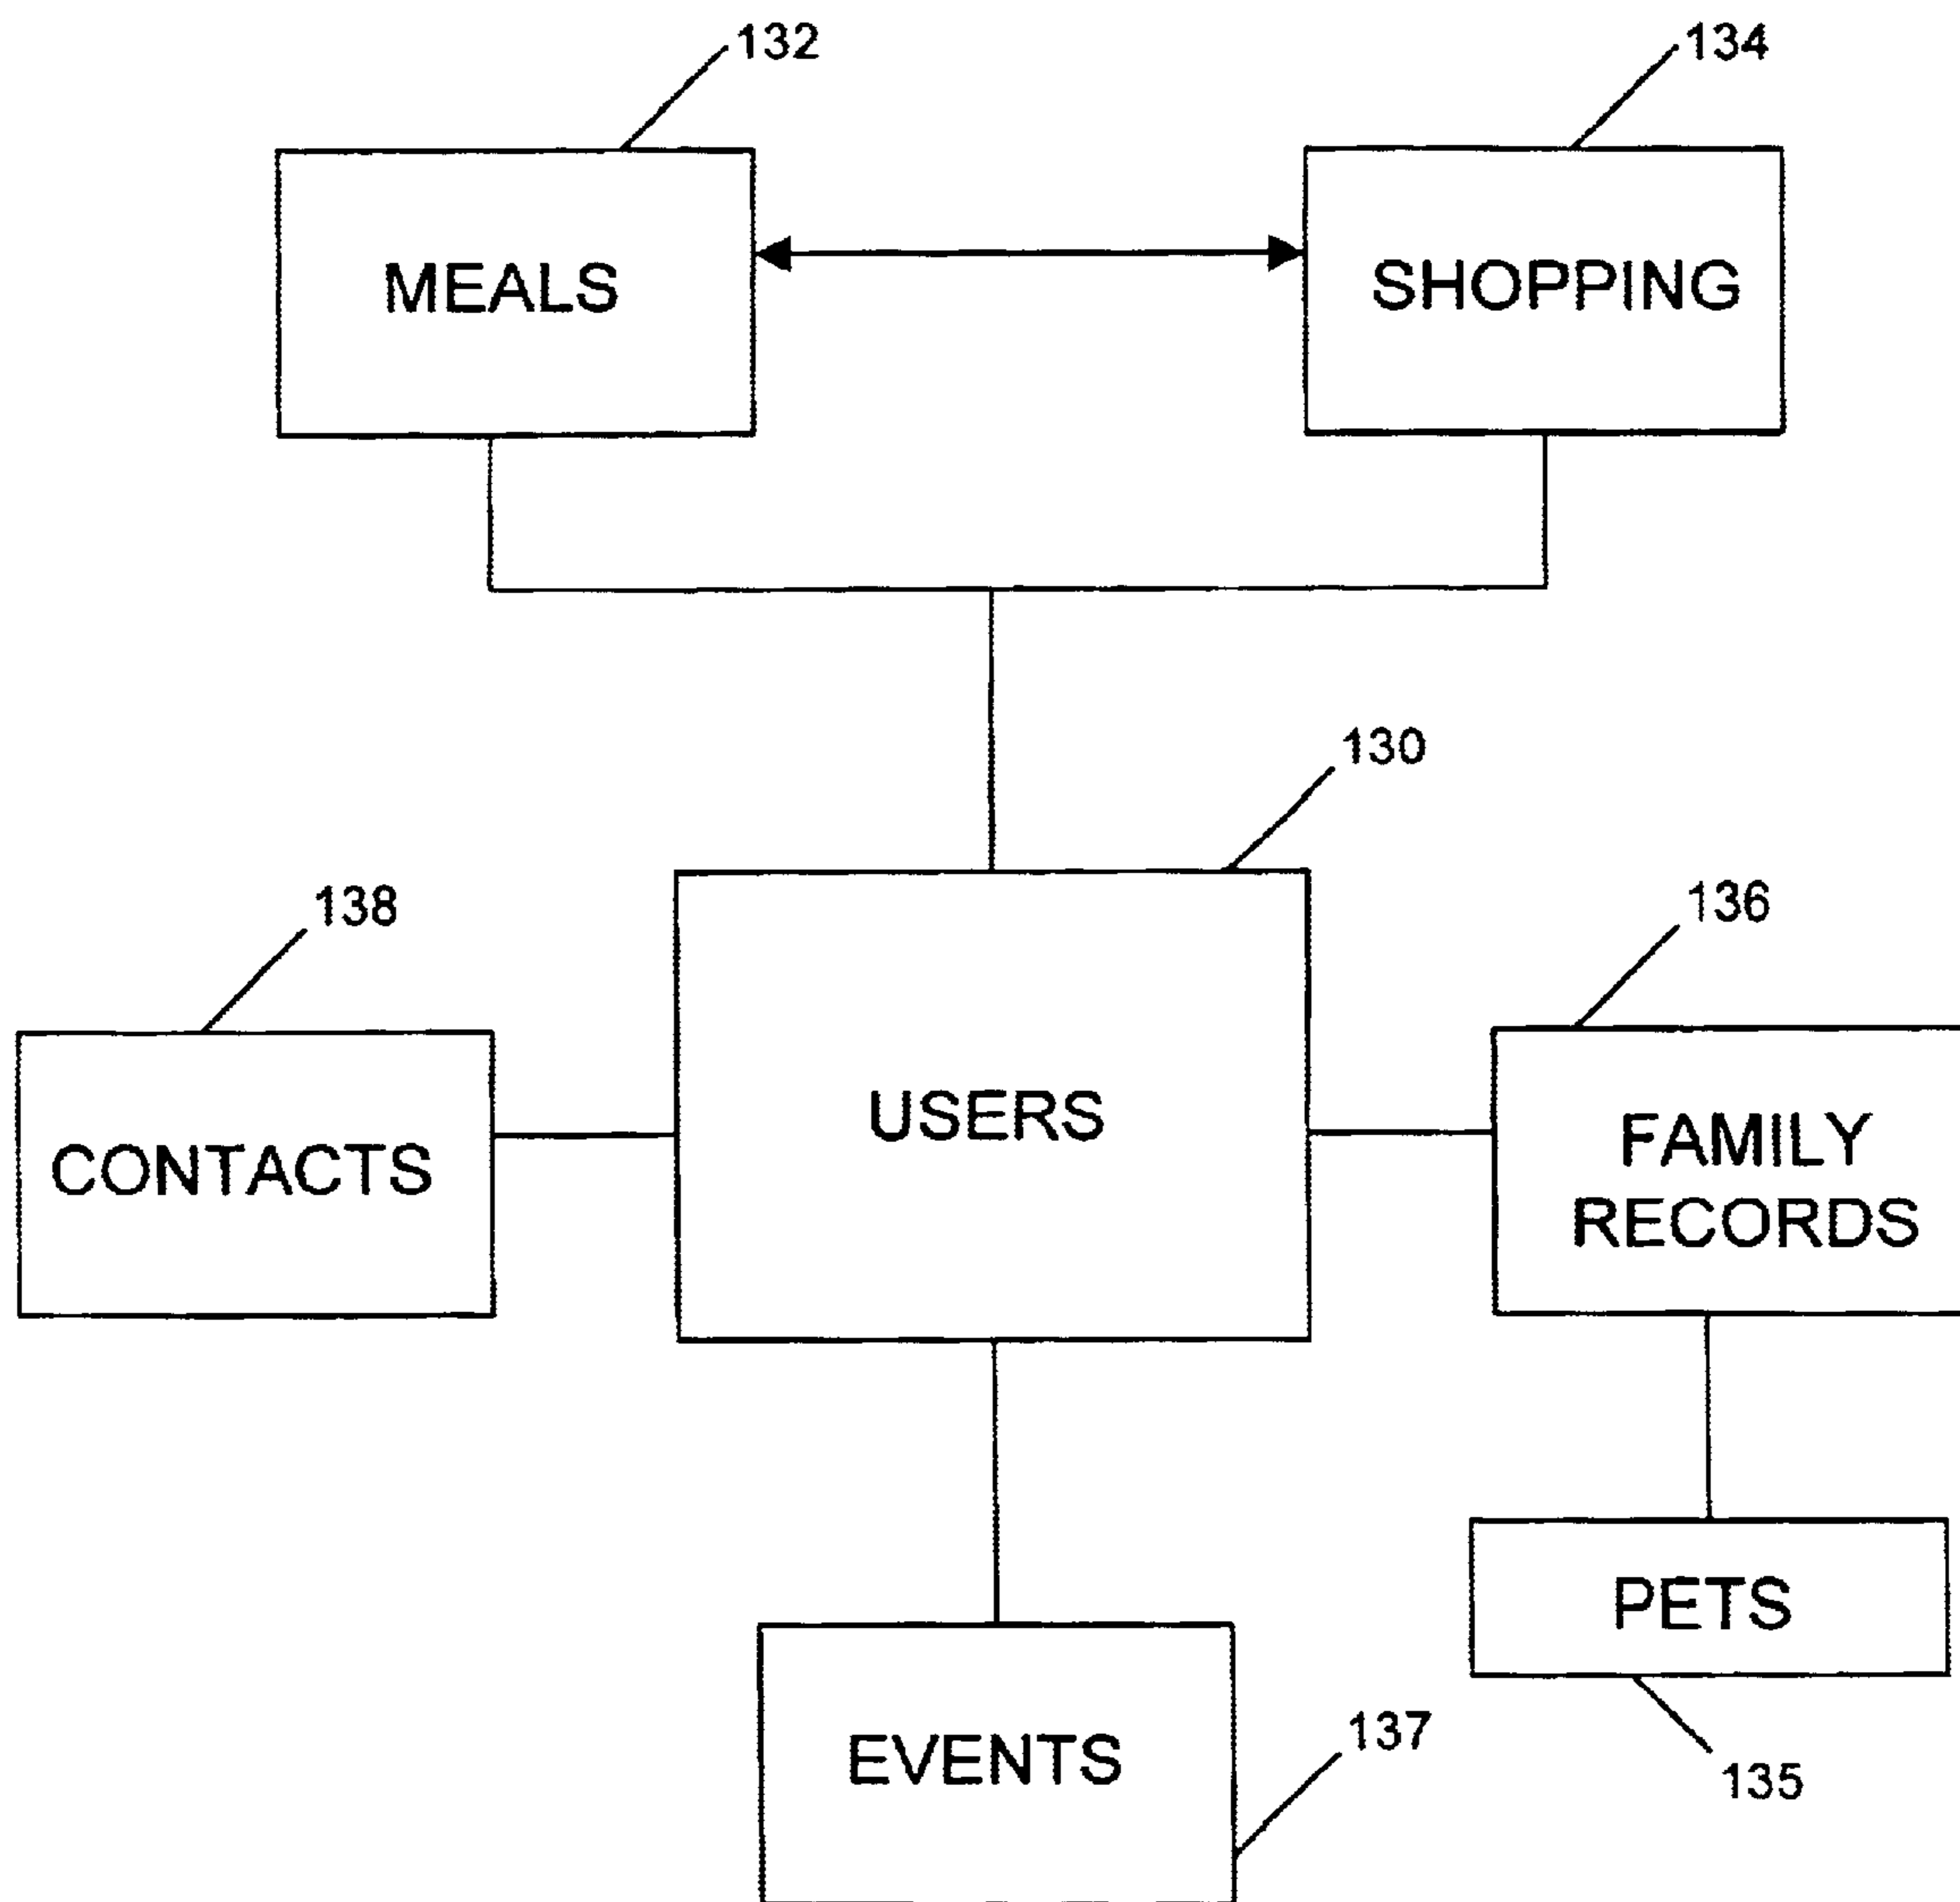 132
134
MEALS
SHOPPING
130
138
136
USERS
CONTACTS
FAMILY
RECORDS
PETS
EVENTS
137
135